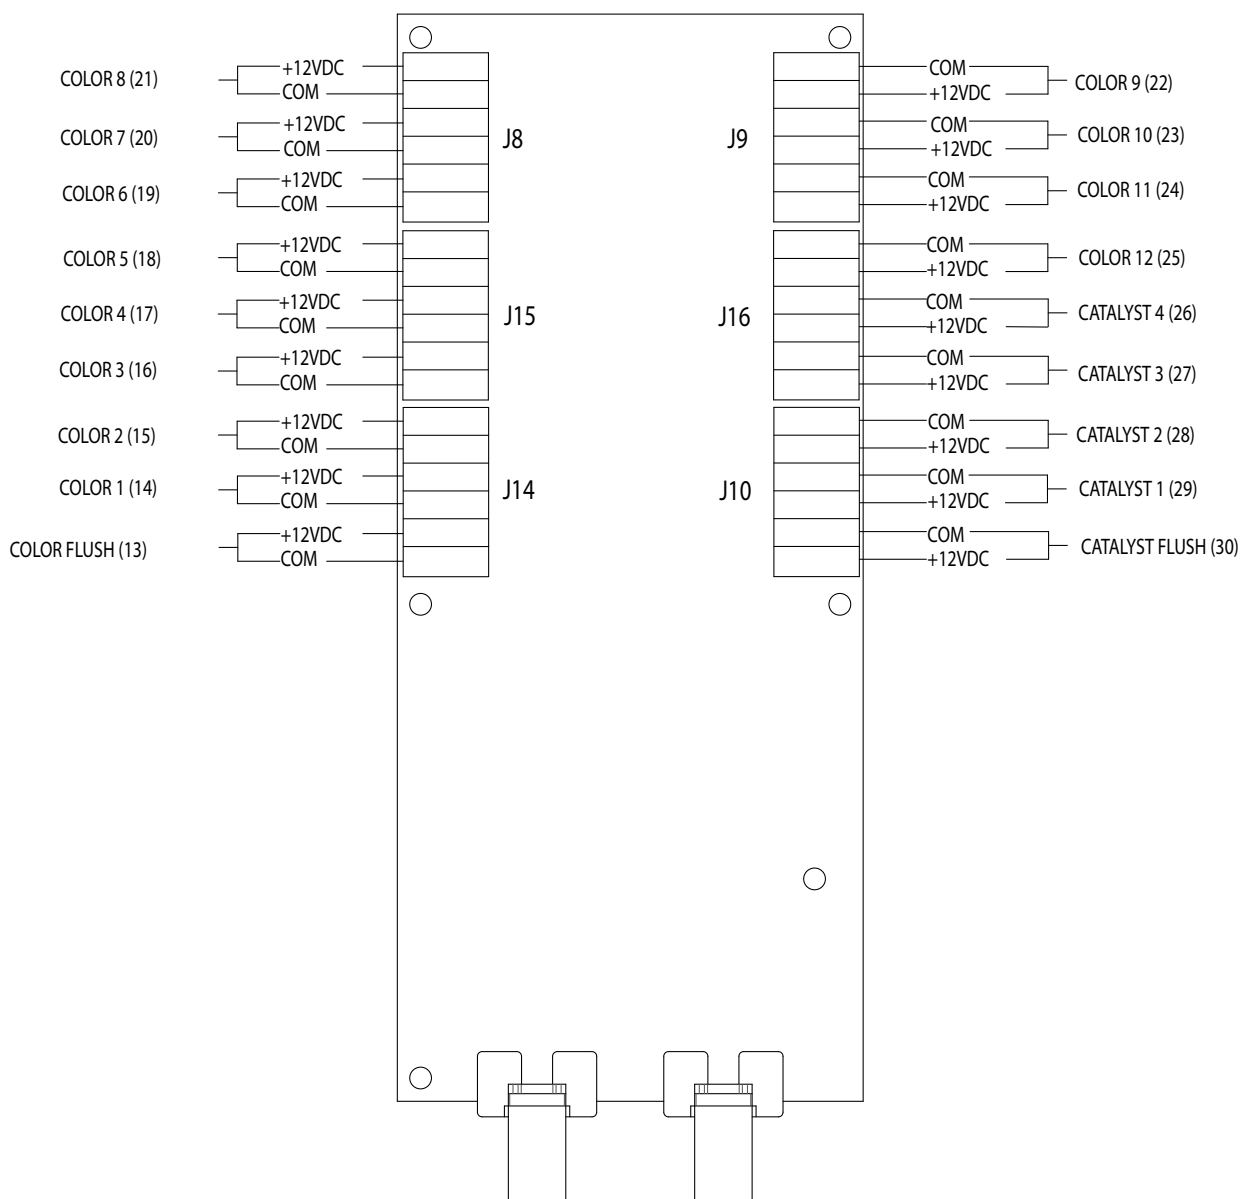 COLOR 8 (21)
+12VDC
COM
COLOR 7 (20)
+12VDC
COM
COLOR 6 (19)
+12VDC
COM
J8
COLOR 5 (18)
+12VDC
COM
COLOR 4 (17)
+12VDC
COM
COLOR 3 (16)
+12VDC
COM
J15
COLOR 2 (15)
+12VDC
COM
COLOR 1 (14)
+12VDC
COM
COLOR FLUSH (13)
+12VDC
COM
J14
J9
COM
+12VDC
COLOR 9 (22)
COM
+12VDC
COLOR 10 (23)
COM
+12VDC
COLOR 11 (24)
J16
COM
+12VDC
COLOR 12 (25)
COM
+12VDC
CATALYST 4 (26)
COM
+12VDC
CATALYST 3 (27)
J10
COM
+12VDC
CATALYST 2 (28)
COM
+12VDC
CATALYST 1 (29)
COM
+12VDC
CATALYST FLUSH (30)